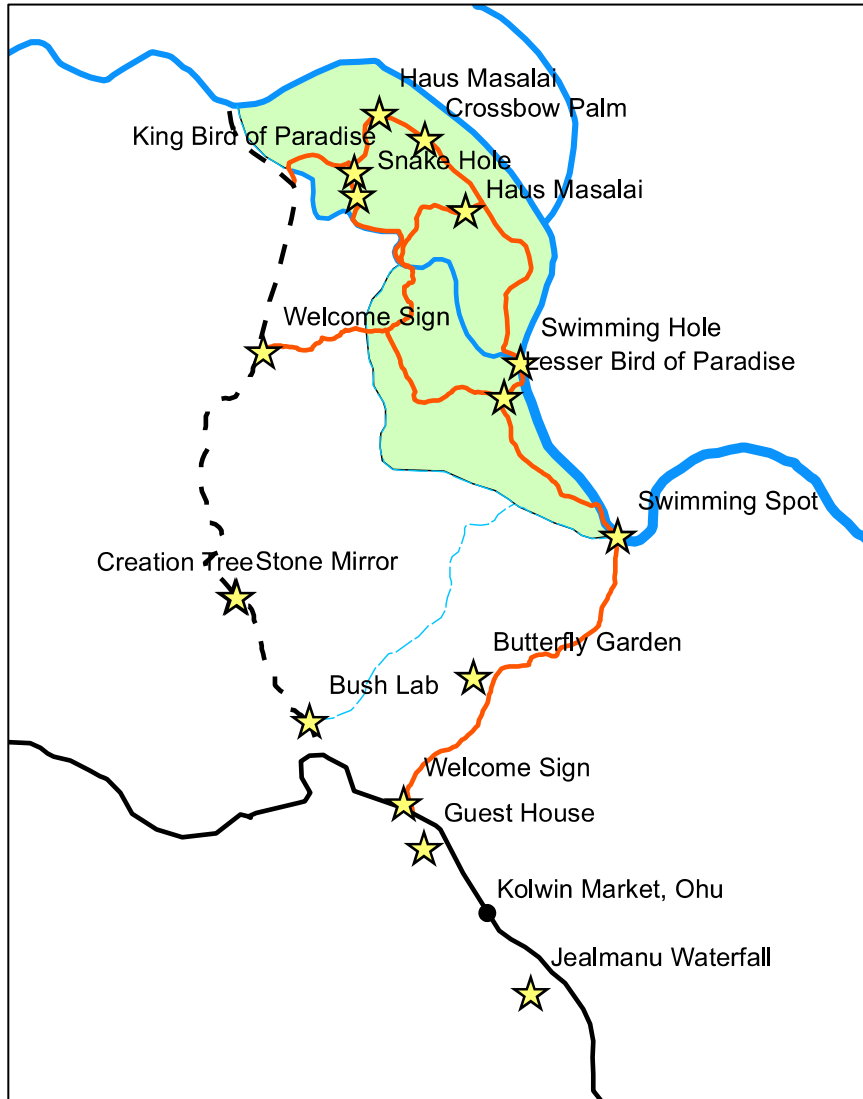 Haus Masalai
Crossbow Palm
King Bird of Paradise
Snake Hole
Haus Masalai
Welcome Sign
Swimming Hole
Lesser Bird of Paradise
Swimming Spot
Creation Tree
Stone Mirror
Butterfly Garden
Bush Lab
Welcome Sign
Guest House
Kolwin Market, Ohu
Jealmanu Waterfall